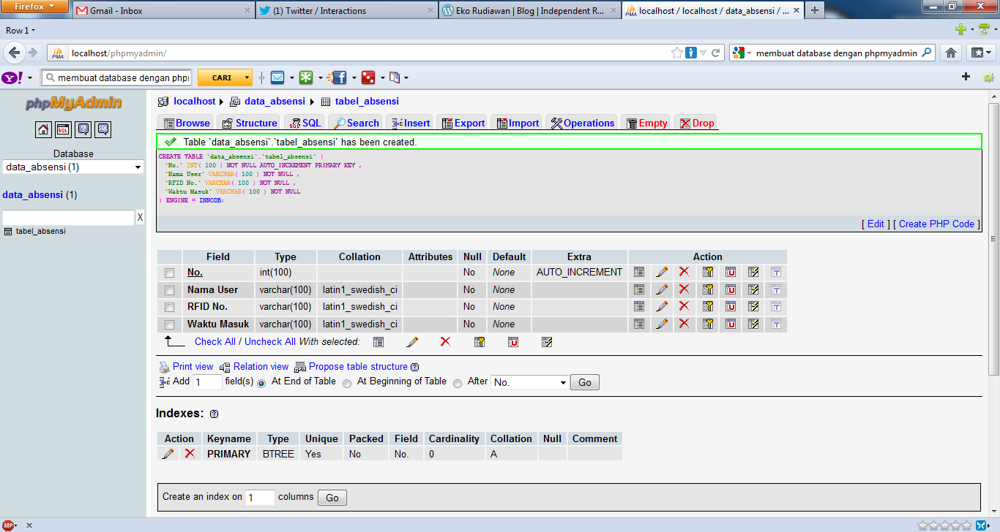 Firefox
Gmail - Inbox
(1) Twitter / Interactions
Eko Rudiawan | Blog | Independent R...
localhost / localhost / data_absensi / ...
Row 1
localhost/phpmyadmin/
membuat database dengan phpmyadmin
Y!
membuat database dengan phpr
CARI
phpMyAdmin
SQL
Database
data_absensi (1)
data_absensi (1)
X
tabel_absensi
localhost
data_absensi
tabel_absensi
Browse Structure SQL Search Insert Export Import Operations Empty Drop
Table `data_absensi`.`tabel_absensi` has been created.
CREATE TABLE `data_absensi`.`tabel_absensi` (
`No.` INT( 100 ) NOT NULL AUTO_INCREMENT PRIMARY KEY ,
`Nama User` VARCHAR( 100 ) NOT NULL ,
`RFID No.` VARCHAR( 100 ) NOT NULL ,
`Waktu Masuk` VARCHAR( 100 ) NOT NULL
) ENGINE = INNODB;
[ Edit ] [ Create PHP Code ]
Field Type Collation Attributes Null Default Extra Action
No. int(100) No None AUTO_INCREMENT
Nama User varchar(100) latin1_swedish_ci No None
RFID No. varchar(100) latin1_swedish_ci No None
Waktu Masuk varchar(100) latin1_swedish_ci No None
Check All / Uncheck All With selected:
Print view Relation view Propose table structure
Add 1 field(s) At End of Table At Beginning of Table After No. Go
Indexes:
Action Keyname Type Unique Packed Field Cardinality Collation Null Comment
PRIMARY BTREE Yes No No. 0 A
Create an index on 1 columns Go
ABP